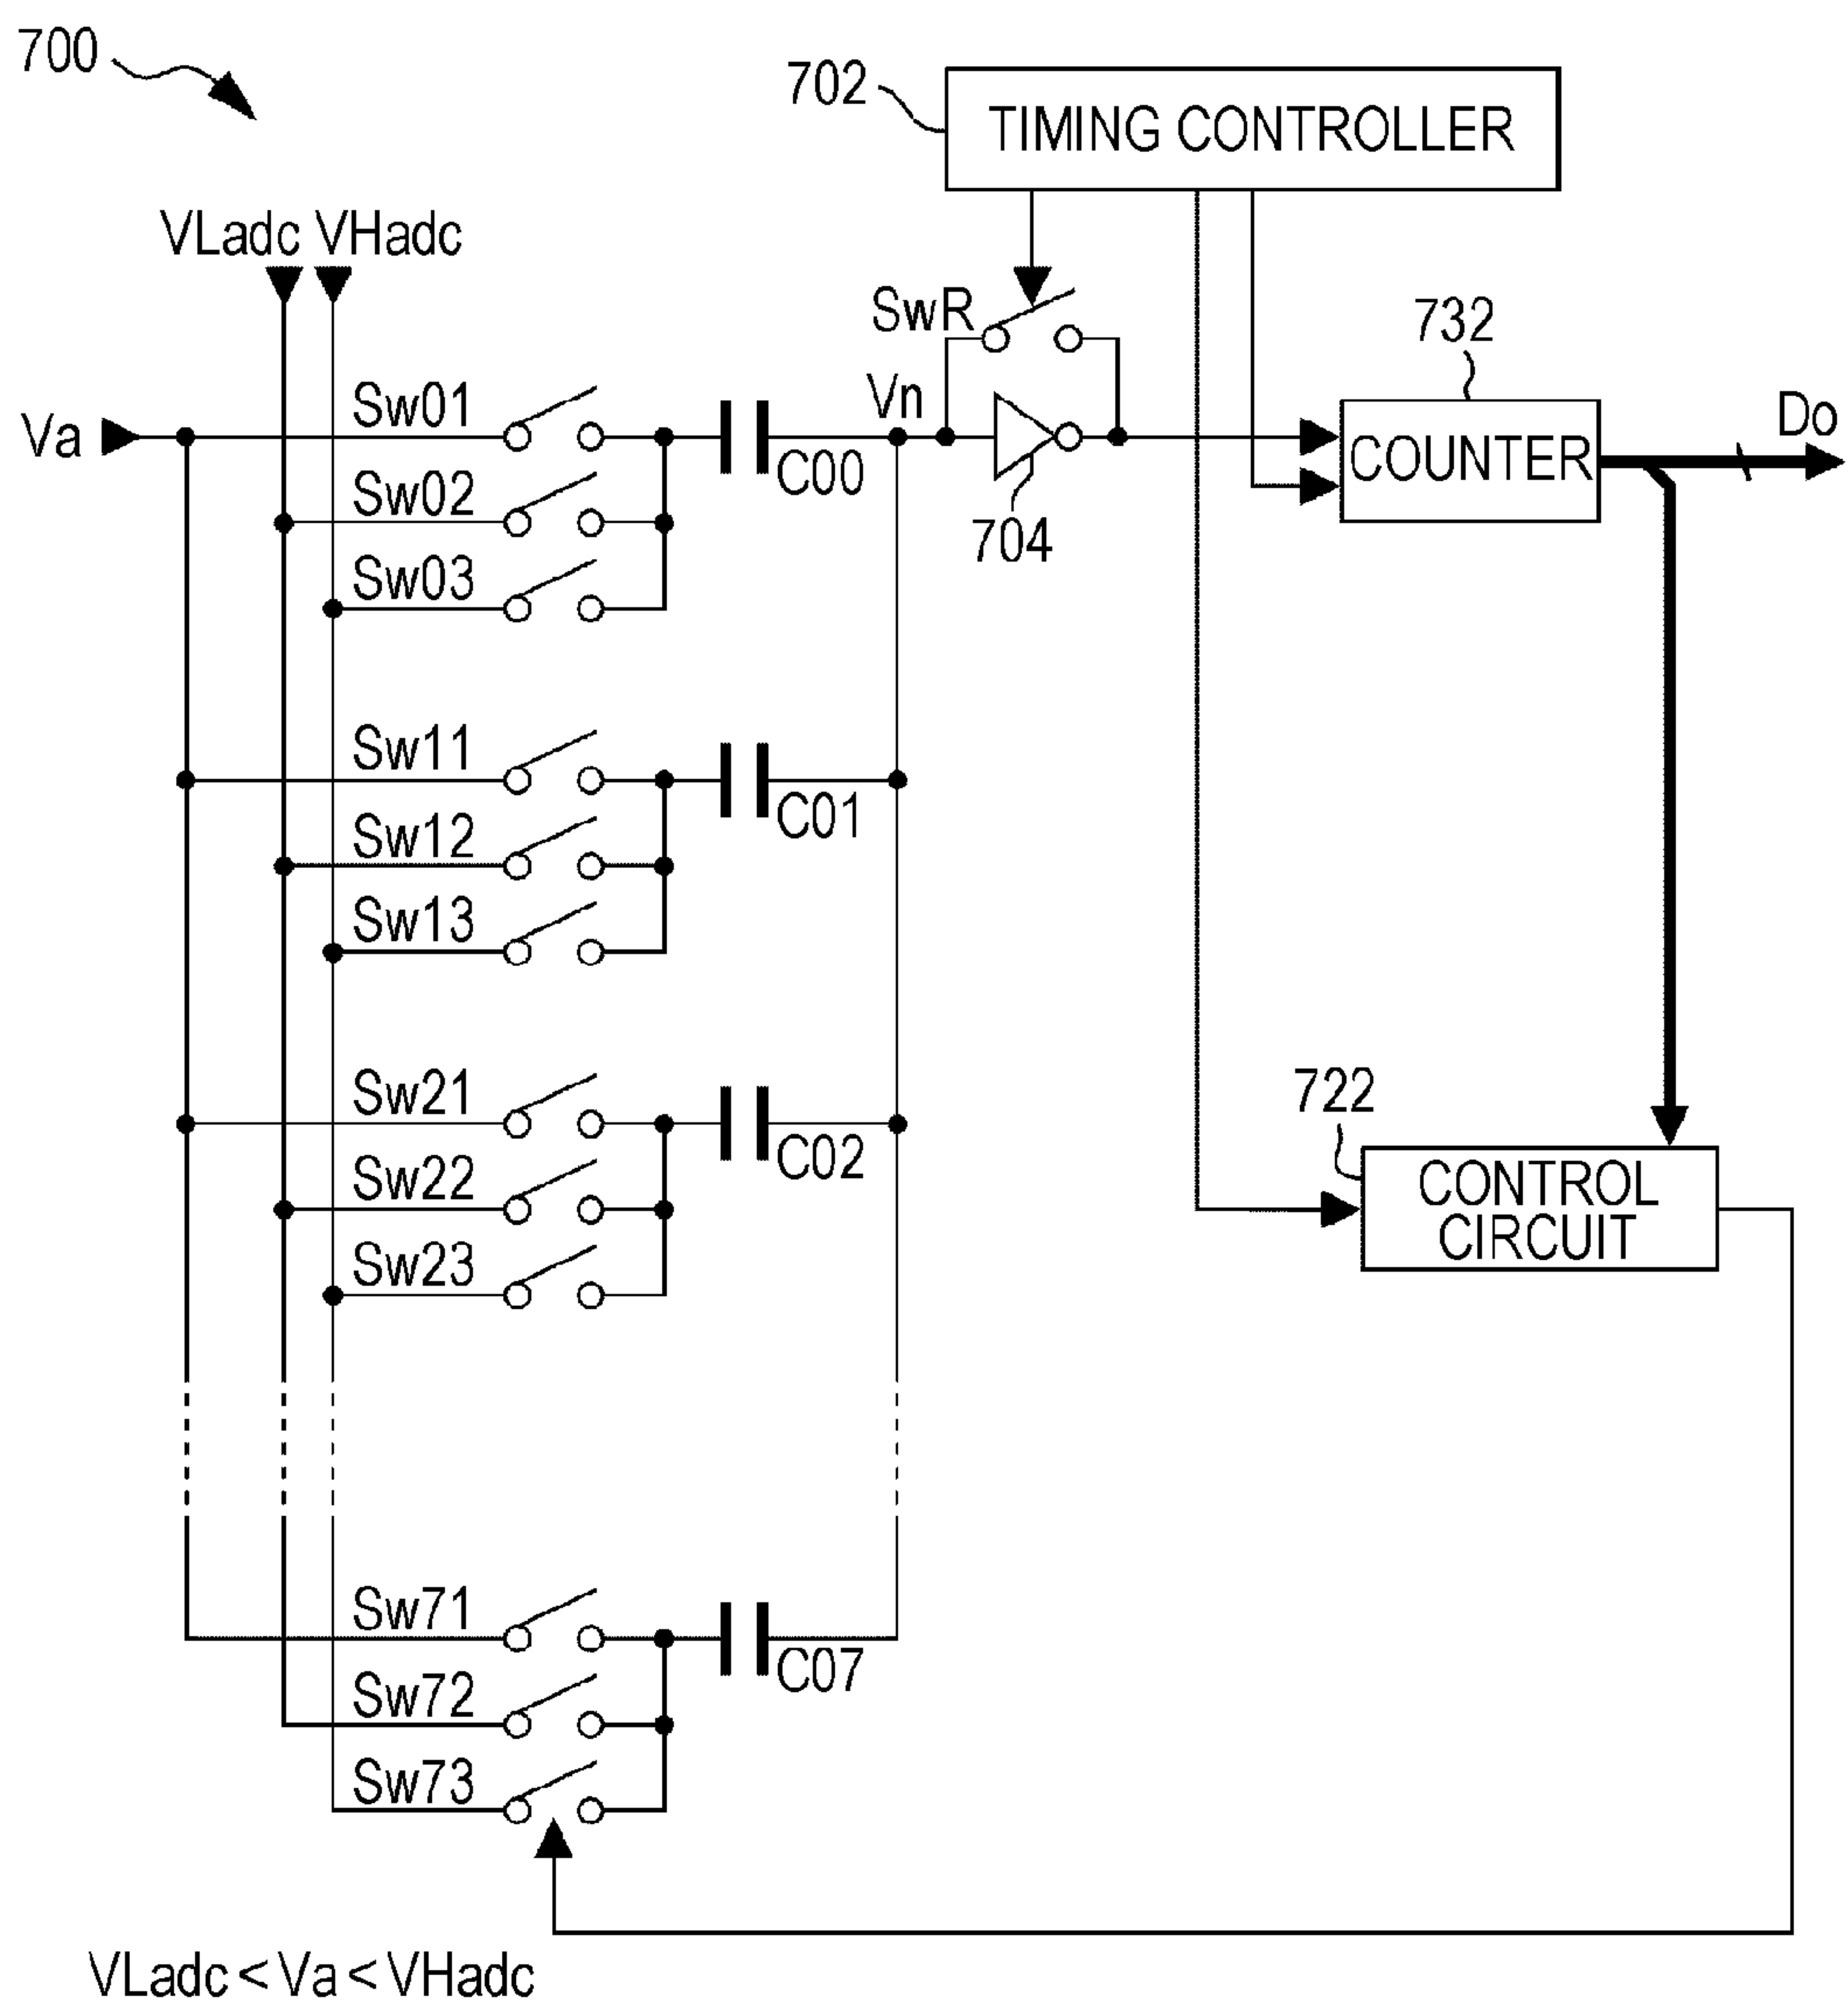 700
702
TIMING CONTROLLER
VLadc VHadc
SwR
732
Va
Sw01
Vn
Do
C00
COUNTER
Sw02
704
Sw03
Sw11
C01
Sw12
Sw13
Sw21
722
C02
Sw22
CONTROL
CIRCUIT
Sw23
Sw71
C07
Sw72
Sw73
VLadc < Va < VHadc